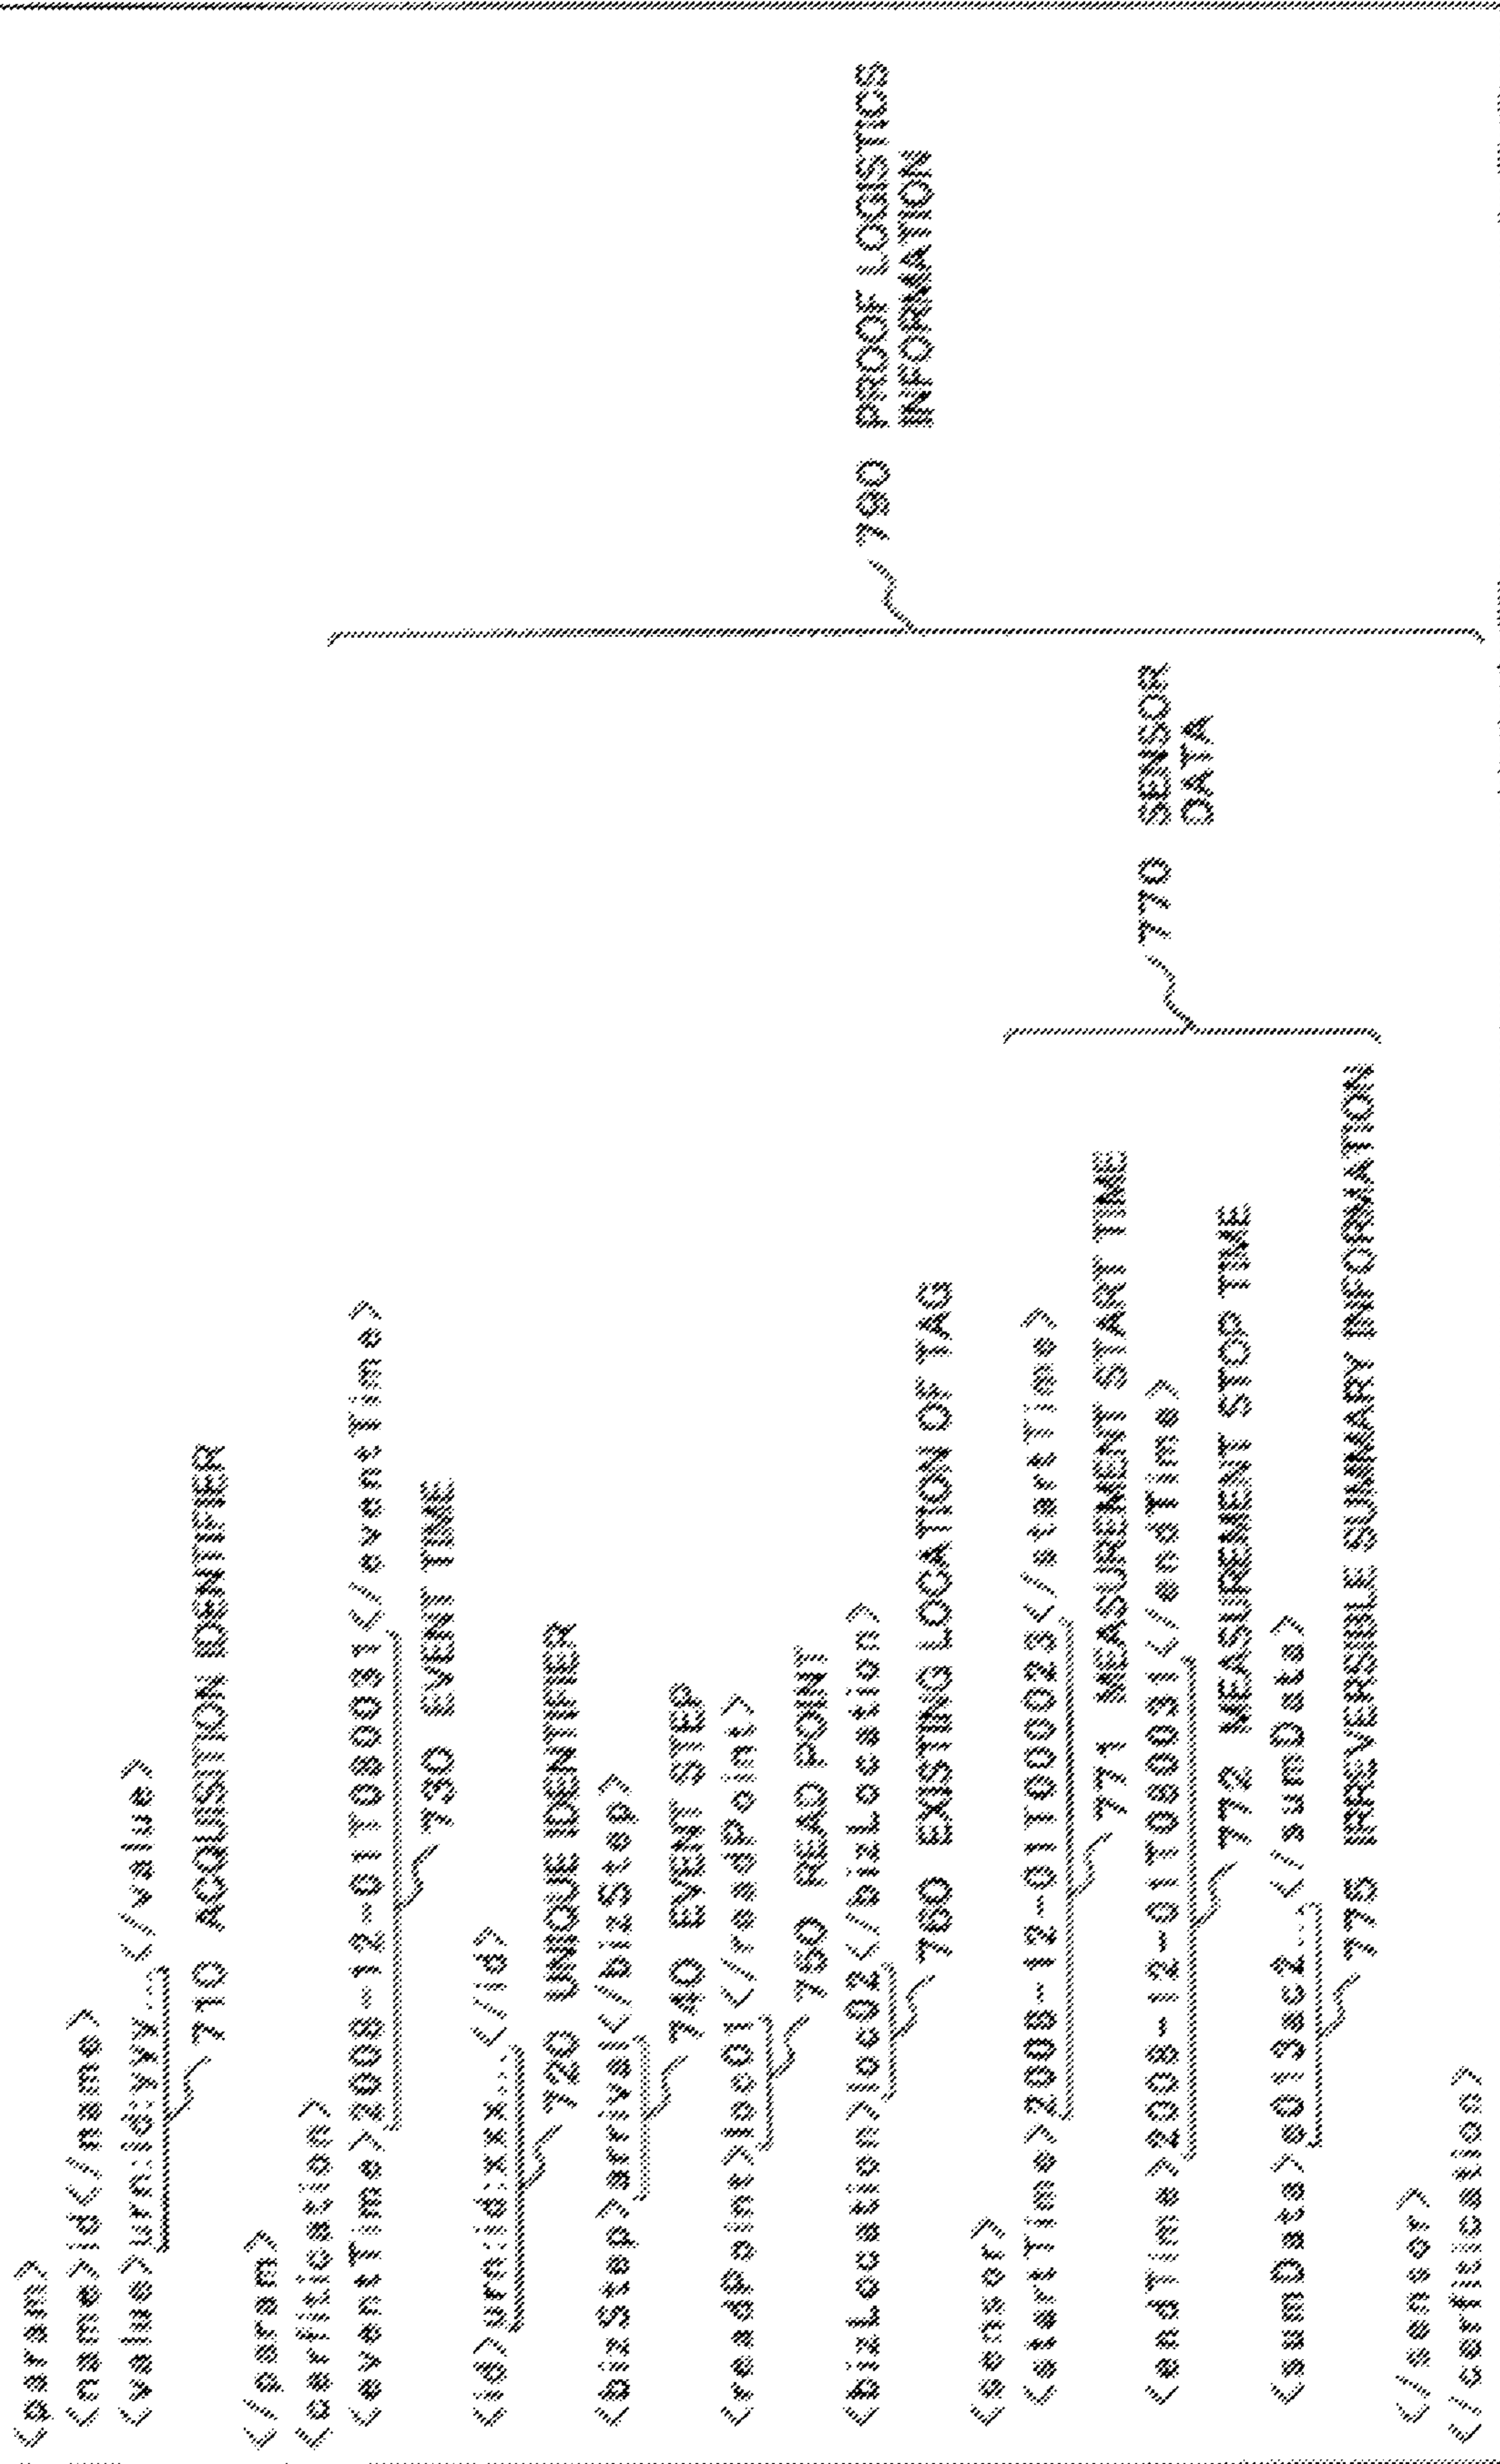 <param>
<name>id</name>
<value>urn:id:yyy...</value>
710 ACQUISITION IDENTIFIER
</param>
<certification>
<eventTime>2008-12-01T080031</eventTime>
730 EVENT TIME
<id>urn:id:xxx...</id>
720 UNIQUE IDENTIFIER
<bizStep>arrival</bizStep>
740 EVENT STEP
<readPoint>loc01</readPoint>
750 READ POINT
<bizLocation>loc02</bizLocation>
760 EXISTING LOCATION OF TAG
790 PROOF LOGISTICS
INFORMATION
<sensor>
<startTime>2008-12-01T000023</startTime>
771 MEASUREMENT START TIME
<endTime>2008-12-01T080031</endTime>
772 MEASUREMENT STOP TIME
770 SENSOR
DATA
<sumData>e013ac2...</sumData>
775 IRREVERSIBLE SUMMARY INFORMATION
</sensor>
</certification>